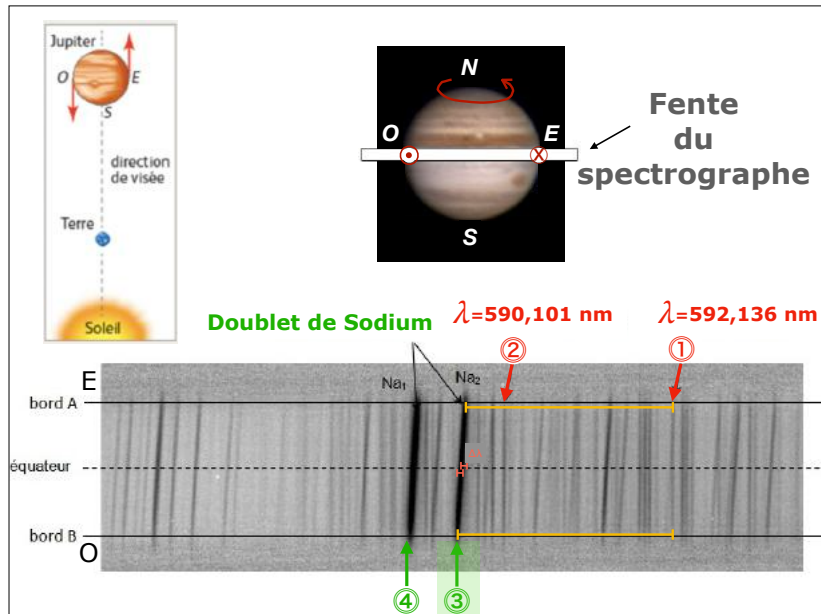 Jupiter
O
E
S
direction
de visée
Terre
Soleil
N
O
E
S
Fente
du
spectrographe
Doublet de Sodium
λ=590,101 nm
λ=592,136 nm
②
①
E
Na₁
Na₂
bord A
équateur
bord B
O
④
③